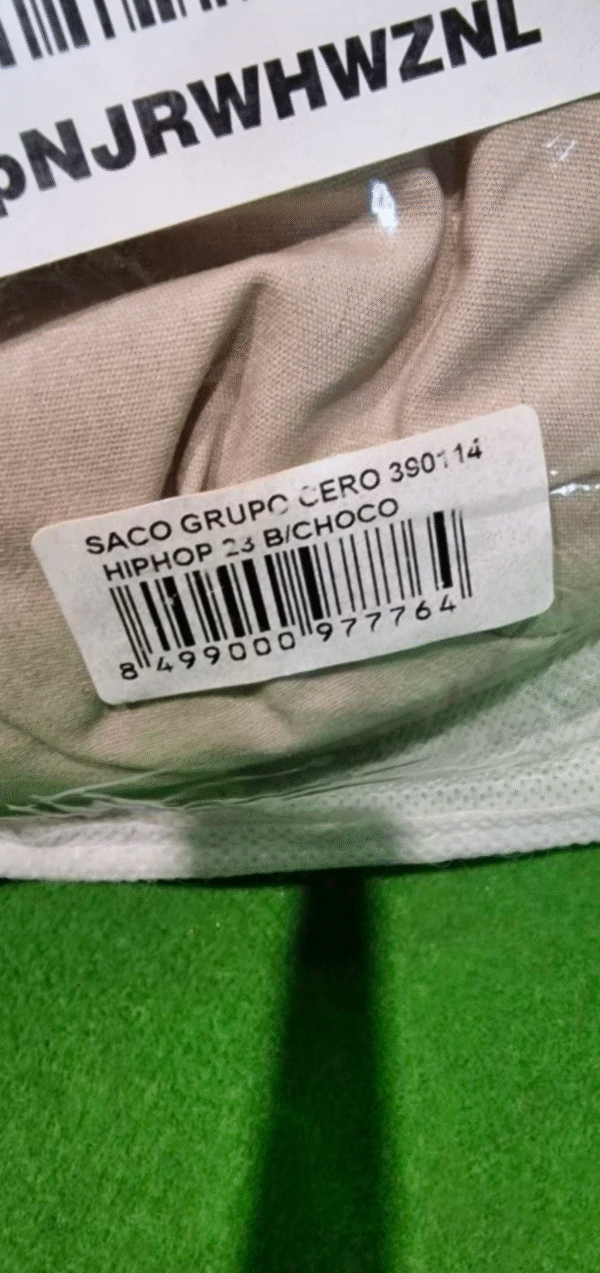 pNJRWHWZNL
SACO GRUPO CERO 390114
HIPHOP 23 B/CHOCO
8 499000 977764